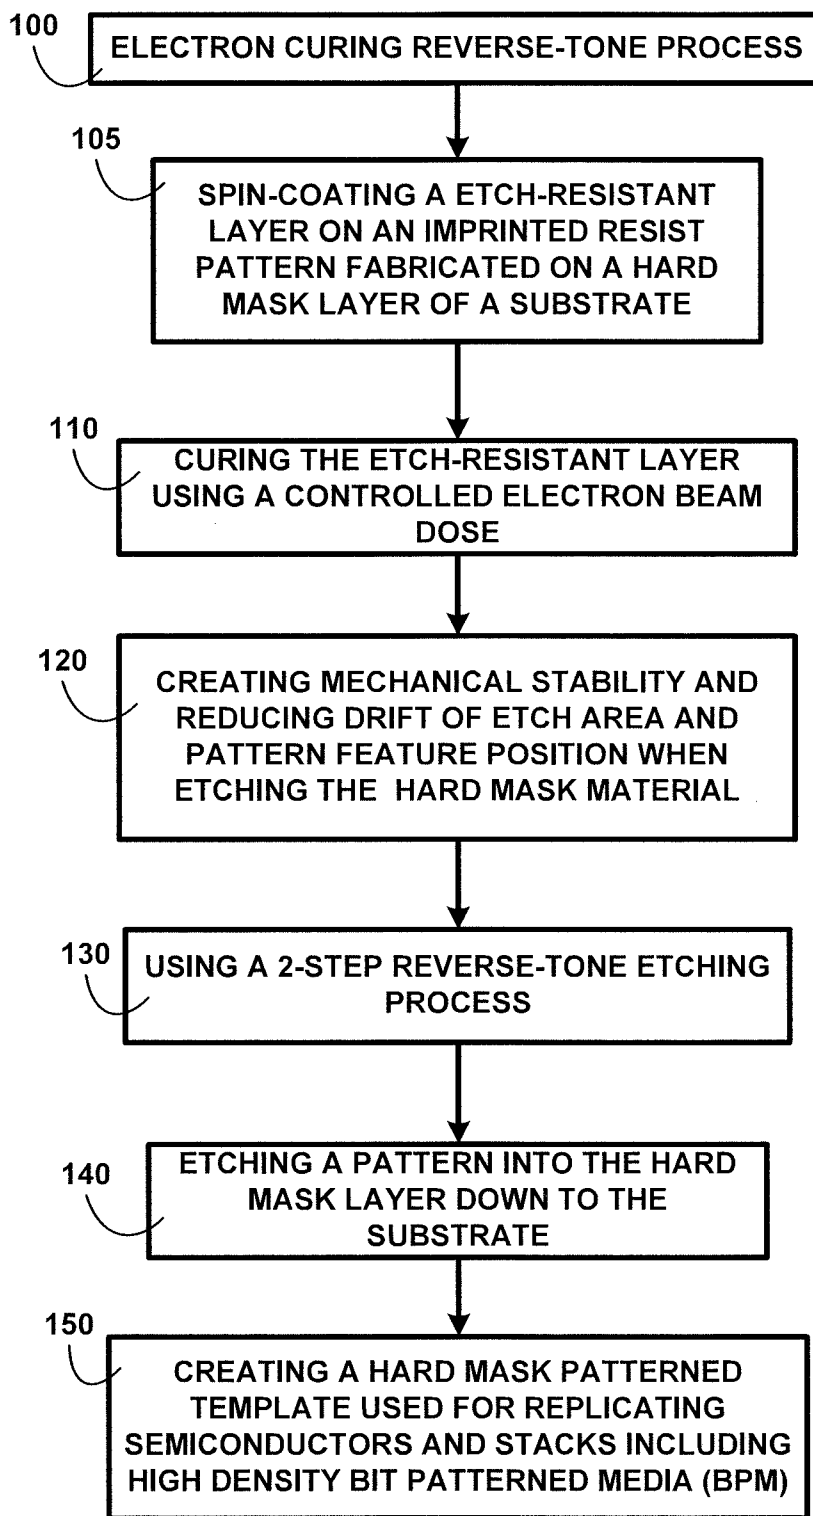 100
ELECTRON CURING REVERSE-TONE PROCESS
105
SPIN-COATING A ETCH-RESISTANT
LAYER ON AN IMPRINTED RESIST
PATTERN FABRICATED ON A HARD
MASK LAYER OF A SUBSTRATE
110
CURING THE ETCH-RESISTANT LAYER
USING A CONTROLLED ELECTRON BEAM
DOSE
120
CREATING MECHANICAL STABILITY AND
REDUCING DRIFT OF ETCH AREA AND
PATTERN FEATURE POSITION WHEN
ETCHING THE HARD MASK MATERIAL
130
USING A 2-STEP REVERSE-TONE ETCHING
PROCESS
140
ETCHING A PATTERN INTO THE HARD
MASK LAYER DOWN TO THE
SUBSTRATE
150
CREATING A HARD MASK PATTERNED
TEMPLATE USED FOR REPLICATING
SEMICONDUCTORS AND STACKS INCLUDING
HIGH DENSITY BIT PATTERNED MEDIA (BPM)